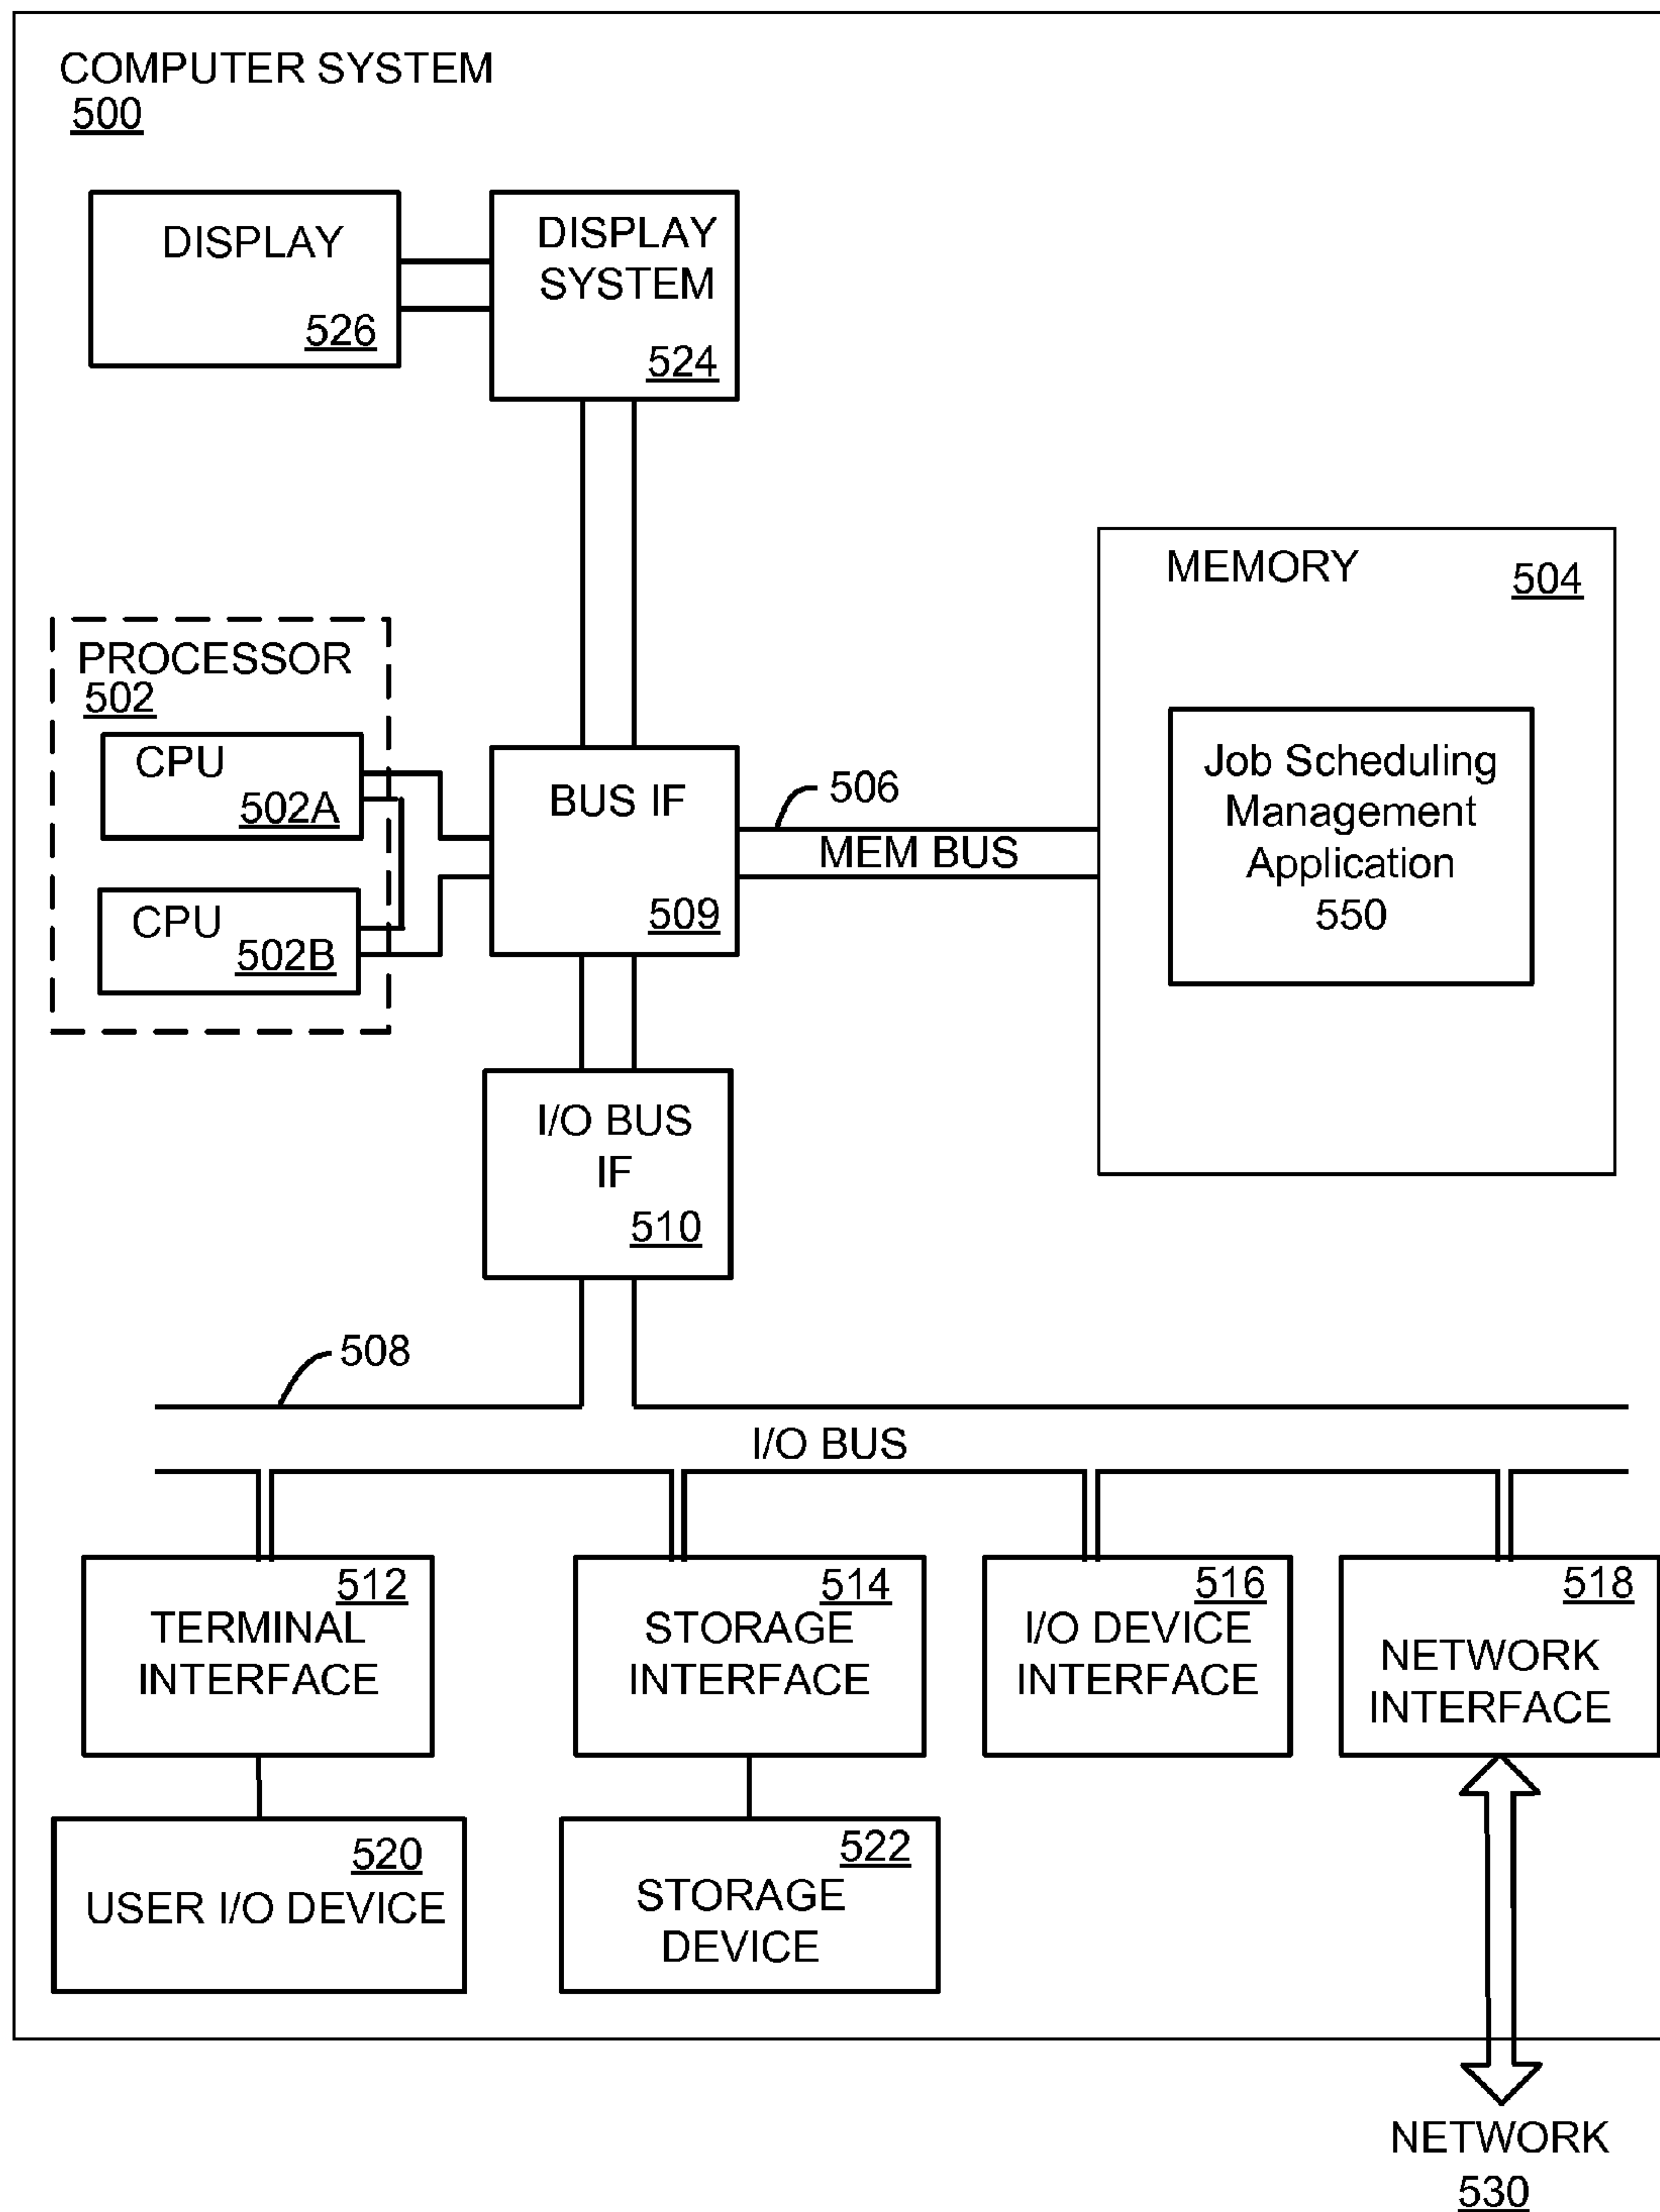 COMPUTER SYSTEM
500
DISPLAY
526
DISPLAY
SYSTEM
524
MEMORY
504
PROCESSOR
502
CPU
502A
CPU
502B
BUS IF
509
506
MEM BUS
Job Scheduling
Management
Application
550
I/O BUS
IF
510
508
I/O BUS
512
TERMINAL
INTERFACE
514
STORAGE
INTERFACE
516
I/O DEVICE
INTERFACE
518
NETWORK
INTERFACE
520
USER I/O DEVICE
522
STORAGE
DEVICE
NETWORK
530